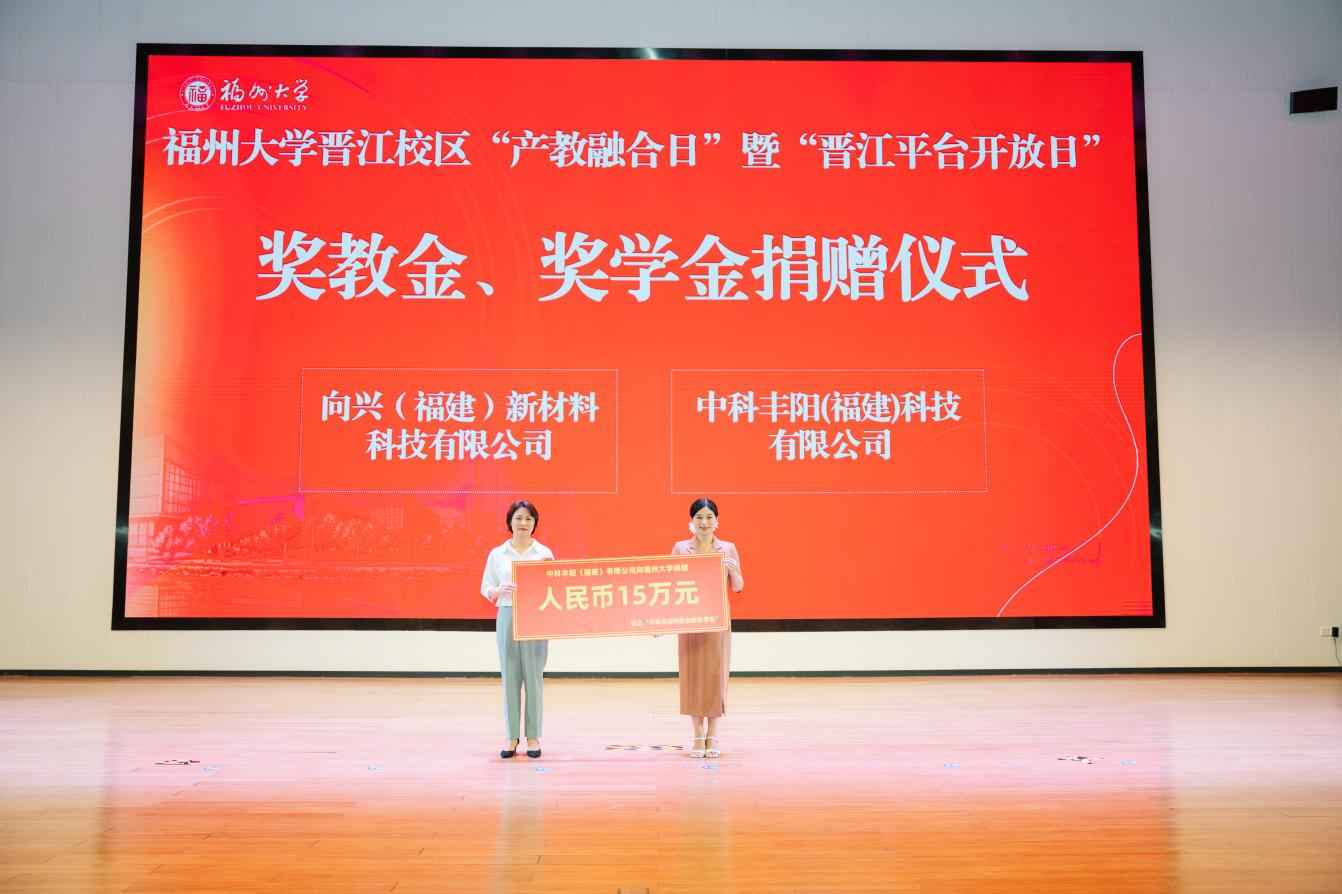 福州大学
FUZHOU UNIVERSITY
福州大学晋江校区“产教融合日”暨“晋江平台开放日”
奖教金、奖学金捐赠仪式
向兴（福建）新材料
科技有限公司
中科丰阳(福建)科技
有限公司
人民币15万元